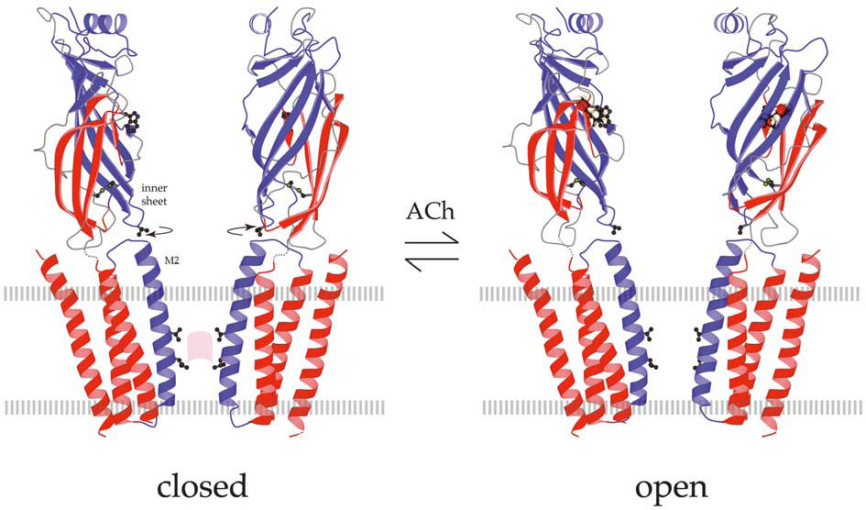 inner
sheet
M2
ACh
closed
open